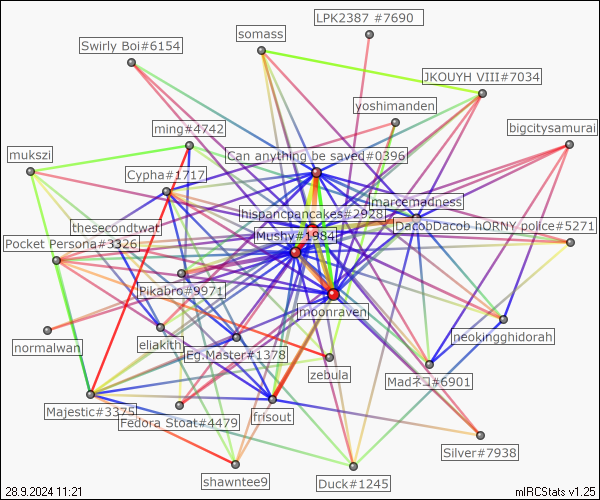 LPK2387 #7690
Swirly Boi#6154
somass
JKOUYH VIII#7034
yoshimanden
ming#4742
bigcitysamurai
mukszi
Can anything be saved#0396
Cypha#1717
marcemadness
hispancpancakes#2928
thesecondtwat
DacobDacob hORNY police#5271
Mushy#1984
Pocket Persona#3326
Pikabro#9971
moonraven
normalwan
eliakith
neokingghidorah
Eg.Master#1378
zebula
Madネコ#6901
Majestic#3375
Fedora Stoat#4479
frisout
Silver#7938
shawntee9
Duck#1245
28.9.2024 11:21
mIRCStats v1.25